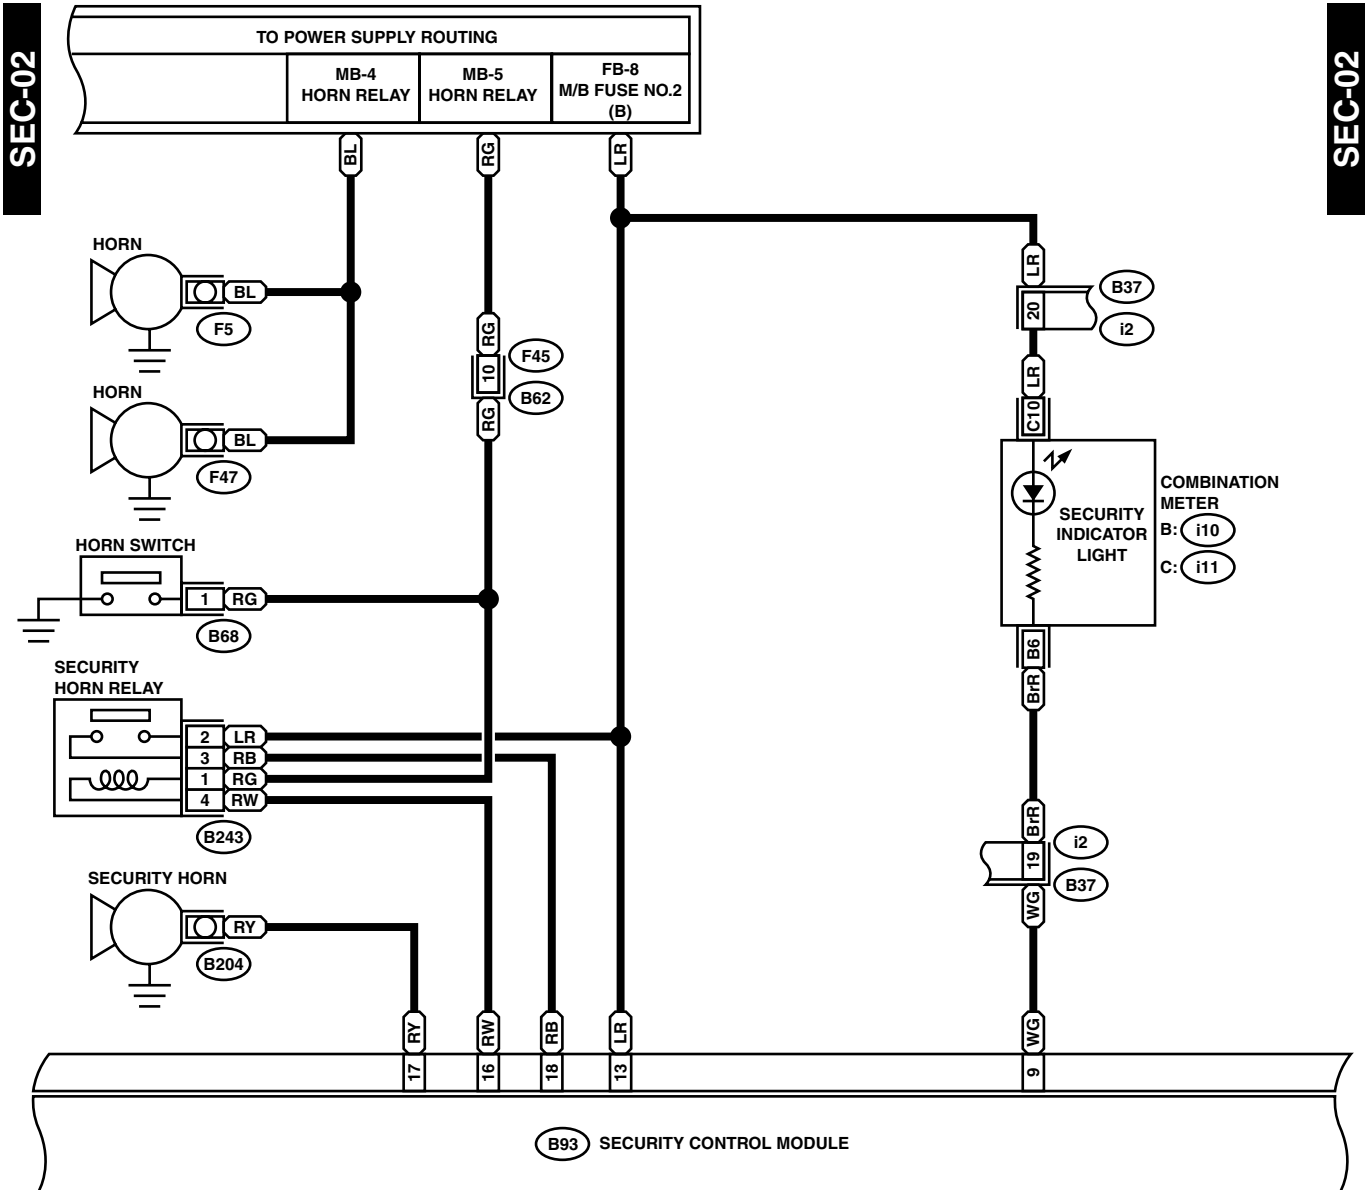 SEC-02
SEC-02
TO POWER SUPPLY ROUTING
MB-4
HORN RELAY
MB-5
HORN RELAY
FB-8
M/B FUSE NO.2
(B)
BL
RG
LR
HORN
BL
F5
LR
B37
20
i2
RG
F45
10
B62
RG
LR
C10
HORN
BL
F47
SECURITY
INDICATOR
LIGHT
COMBINATION
METER
B: i10
C: i11
HORN SWITCH
1 RG
B68
B6
BrR
SECURITY
HORN RELAY
2 LR
3 RB
1 RG
4 RW
B243
BrR
i2
19
B37
WG
SECURITY HORN
RY
B204
RY
RW
RB
LR
WG
17
16
18
13
9
B93 SECURITY CONTROL MODULE